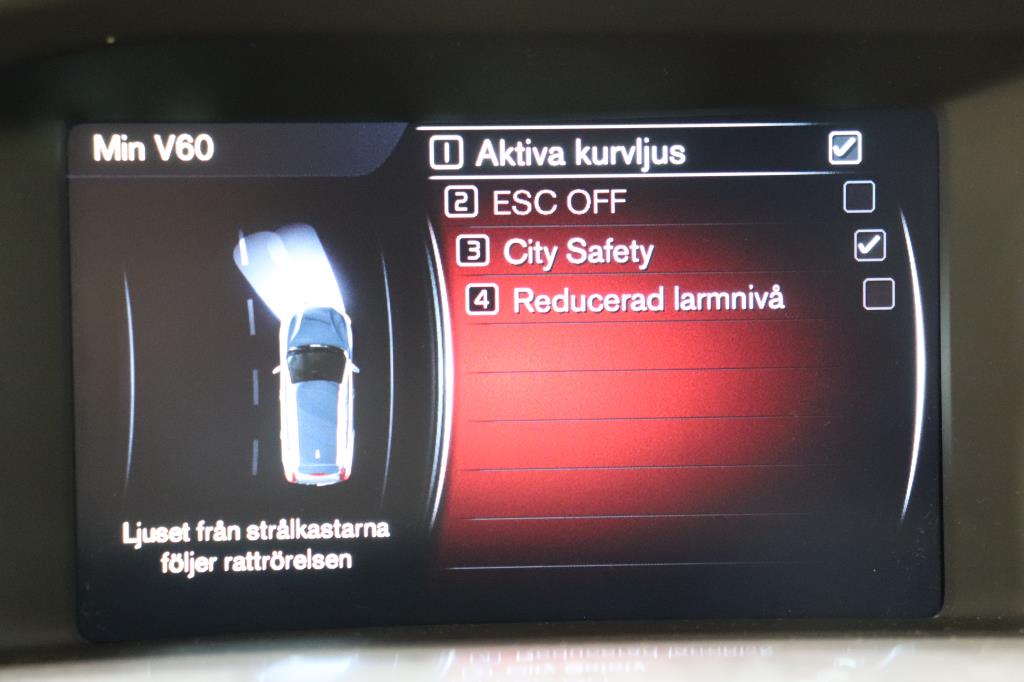 Min V60
1 Aktiva kurvljus
2 ESC OFF
3 City Safety
4 Reducerad larmnivå
Ljuset från strålkastarna
följer rattrörelsen